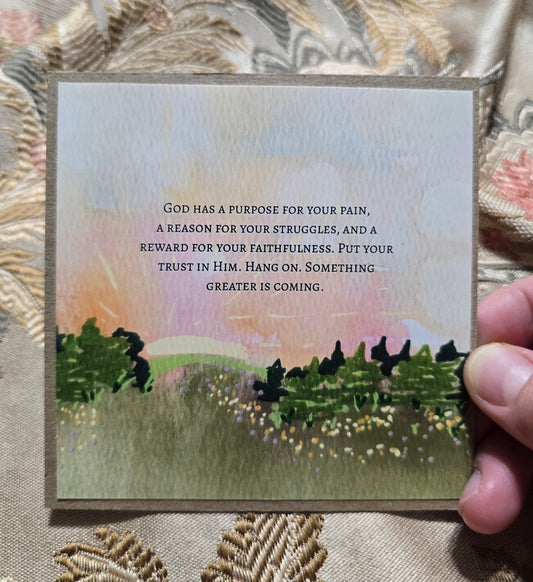 God has a purpose for your pain,
a reason for your struggles, and a
reward for your faithfulness. Put your
trust in Him. Hang on. Something
greater is coming.